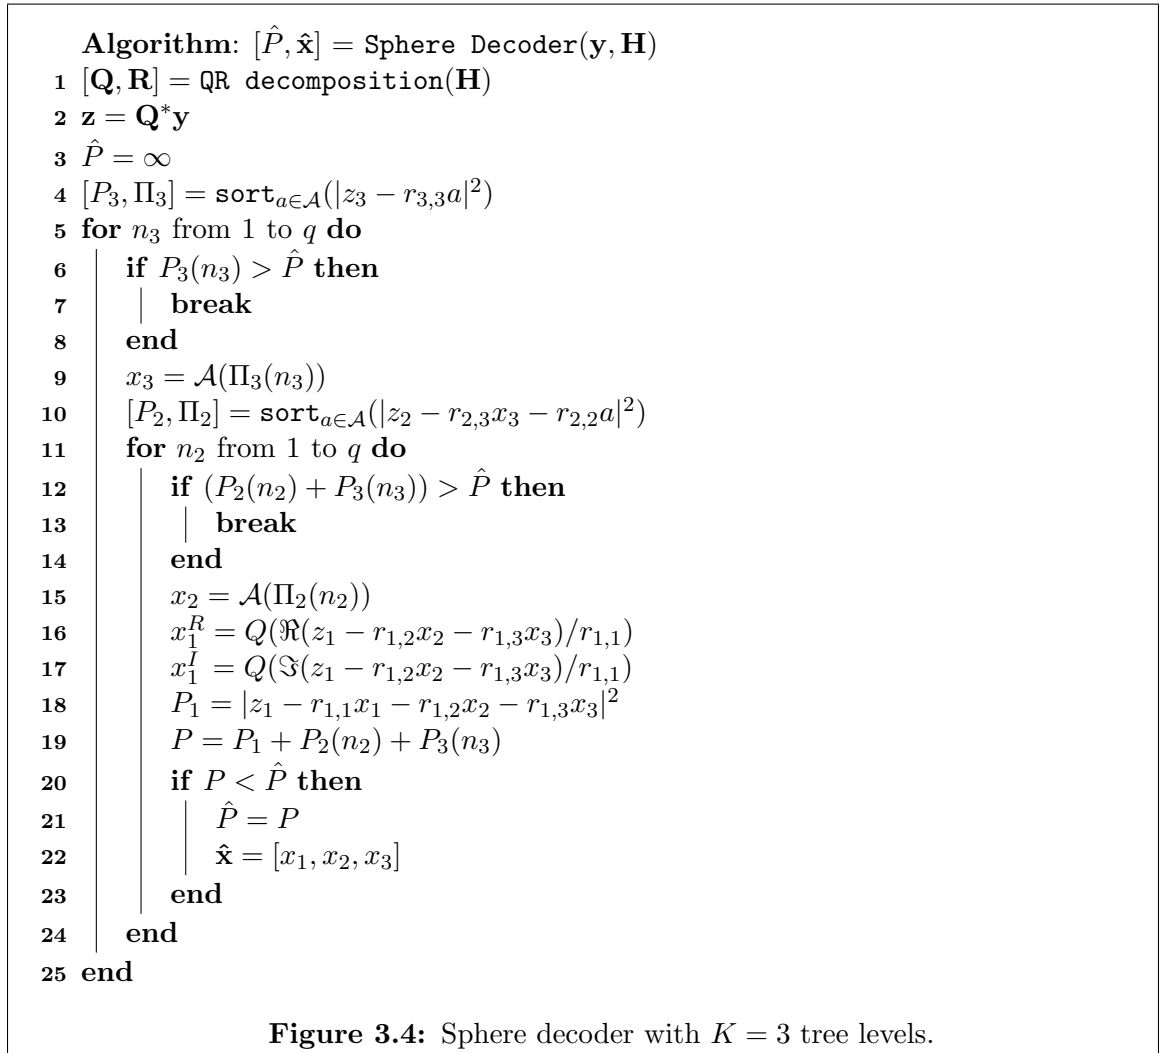 Algorithm: [P̂, x̂] = Sphere Decoder(y, H)
1 [Q, R] = QR decomposition(H)
2 z = Q*y
3 P̂ = ∞
4 [P₃, Π₃] = sort_{a∈𝒜}(|z₃ − r₃,₃a|²)
5 for n₃ from 1 to q do
6 if P₃(n₃) > P̂ then
7 break
8 end
9 x₃ = 𝒜(Π₃(n₃))
10 [P₂, Π₂] = sort_{a∈𝒜}(|z₂ − r₂,₃x₃ − r₂,₂a|²)
11 for n₂ from 1 to q do
12 if (P₂(n₂) + P₃(n₃)) > P̂ then
13 break
14 end
15 x₂ = 𝒜(Π₂(n₂))
16 x₁ᴿ = Q(ℜ(z₁ − r₁,₂x₂ − r₁,₃x₃)/r₁,₁)
17 x₁ᴵ = Q(ℑ(z₁ − r₁,₂x₂ − r₁,₃x₃)/r₁,₁)
18 P₁ = |z₁ − r₁,₁x₁ − r₁,₂x₂ − r₁,₃x₃|²
19 P = P₁ + P₂(n₂) + P₃(n₃)
20 if P < P̂ then
21 P̂ = P
22 x̂ = [x₁, x₂, x₃]
23 end
24 end
25 end
Figure 3.4: Sphere decoder with K = 3 tree levels.